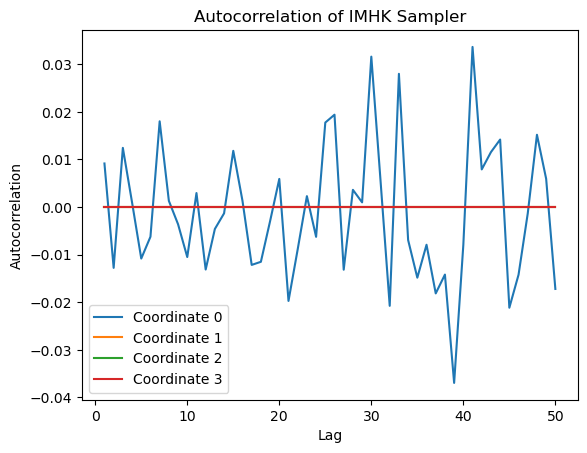 Autocorrelation of IMHK Sampler
Autocorrelation
0.03
0.02
0.01
0.00
−0.01
−0.02
−0.03
−0.04
Coordinate 0
Coordinate 1
Coordinate 2
Coordinate 3
0
10
20
30
40
50
Lag